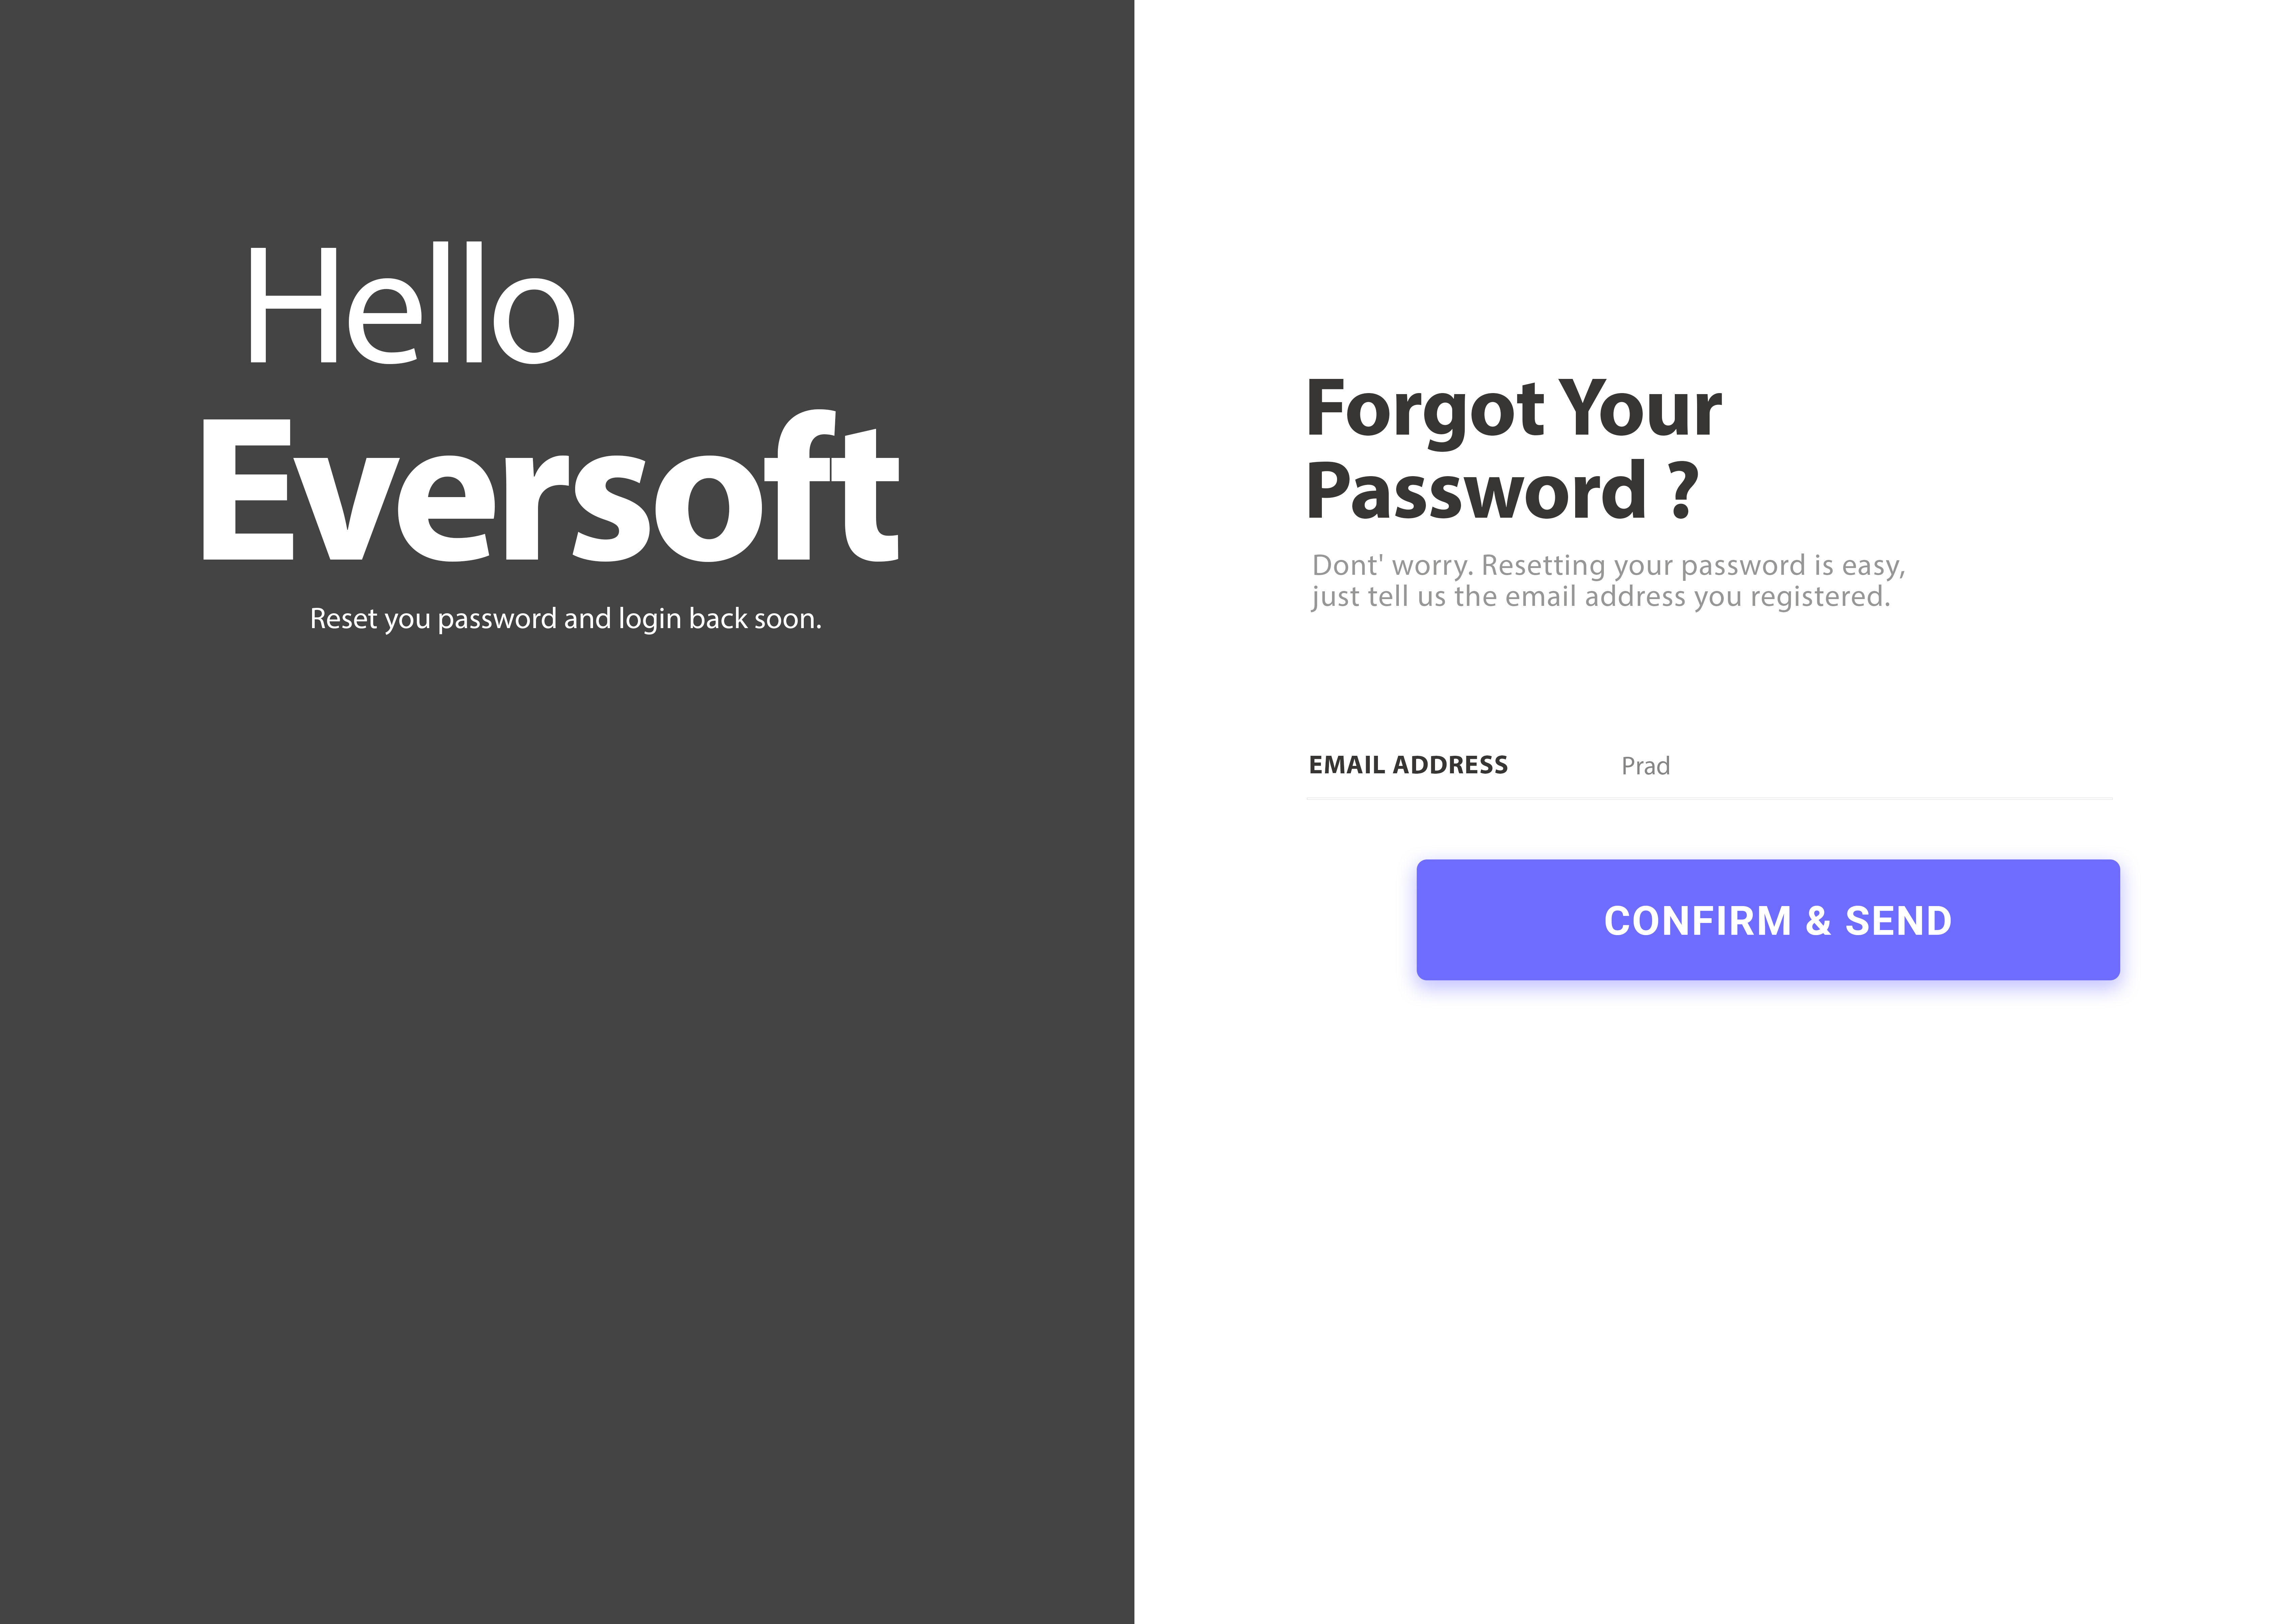 Hello
Eversoft
Reset you password and login back soon.
Forgot Your
Password ?
Dont' worry. Resetting your password is easy,
just tell us the email address you registered.
EMAIL ADDRESS Prad
CONFIRM & SEND